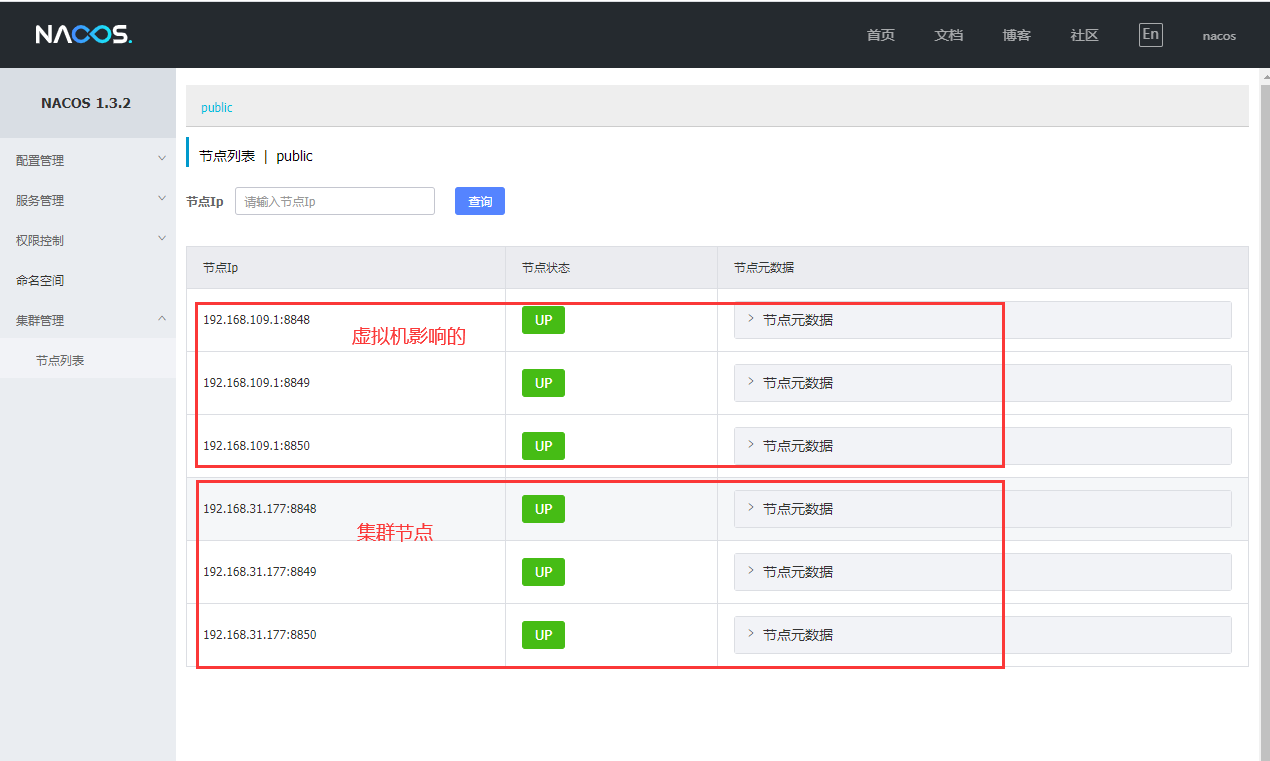 NACOS.
首页 文档 博客 社区 En nacos
NACOS 1.3.2
配置管理
服务管理
权限控制
命名空间
集群管理
节点列表
public
节点列表 | public
节点Ip 请输入节点Ip 查询
节点Ip 节点状态 节点元数据
192.168.109.1:8848 UP 节点元数据
虚拟机影响的
192.168.109.1:8849 UP 节点元数据
192.168.109.1:8850 UP 节点元数据
192.168.31.177:8848 UP 节点元数据
集群节点
192.168.31.177:8849 UP 节点元数据
192.168.31.177:8850 UP 节点元数据